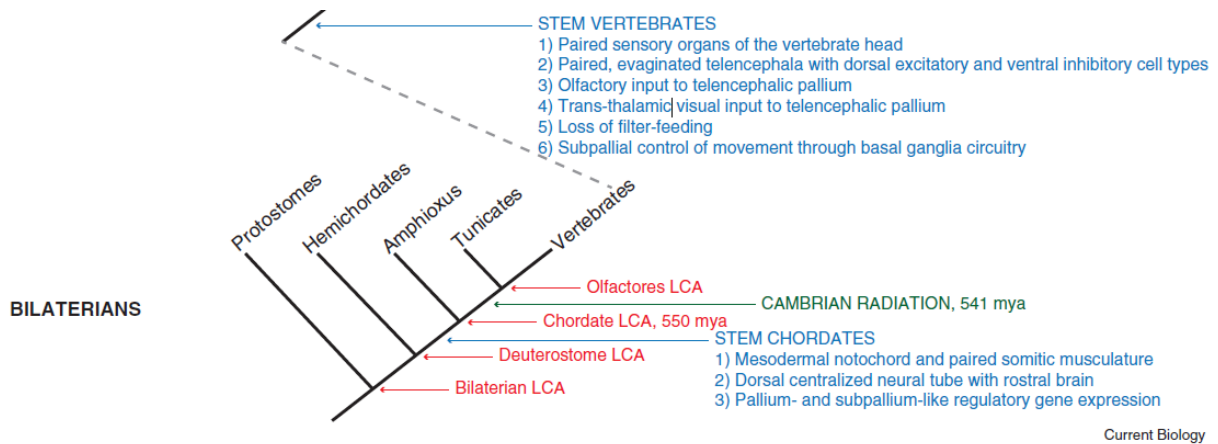 STEM VERTEBRATES
1) Paired sensory organs of the vertebrate head
2) Paired, evaginated telencephala with dorsal excitatory and ventral inhibitory cell types
3) Olfactory input to telencephalic pallium
4) Trans-thalamic visual input to telencephalic pallium
5) Loss of filter-feeding
6) Subpallial control of movement through basal ganglia circuitry
Protostomes
Hemichordates
Amphioxus
Tunicates
Vertebrates
BILATERIANS
Olfactores LCA
CAMBRIAN RADIATION, 541 mya
Chordate LCA, 550 mya
STEM CHORDATES
Deuterostome LCA
1) Mesodermal notochord and paired somitic musculature
2) Dorsal centralized neural tube with rostral brain
Bilaterian LCA
3) Pallium- and subpallium-like regulatory gene expression
Current Biology